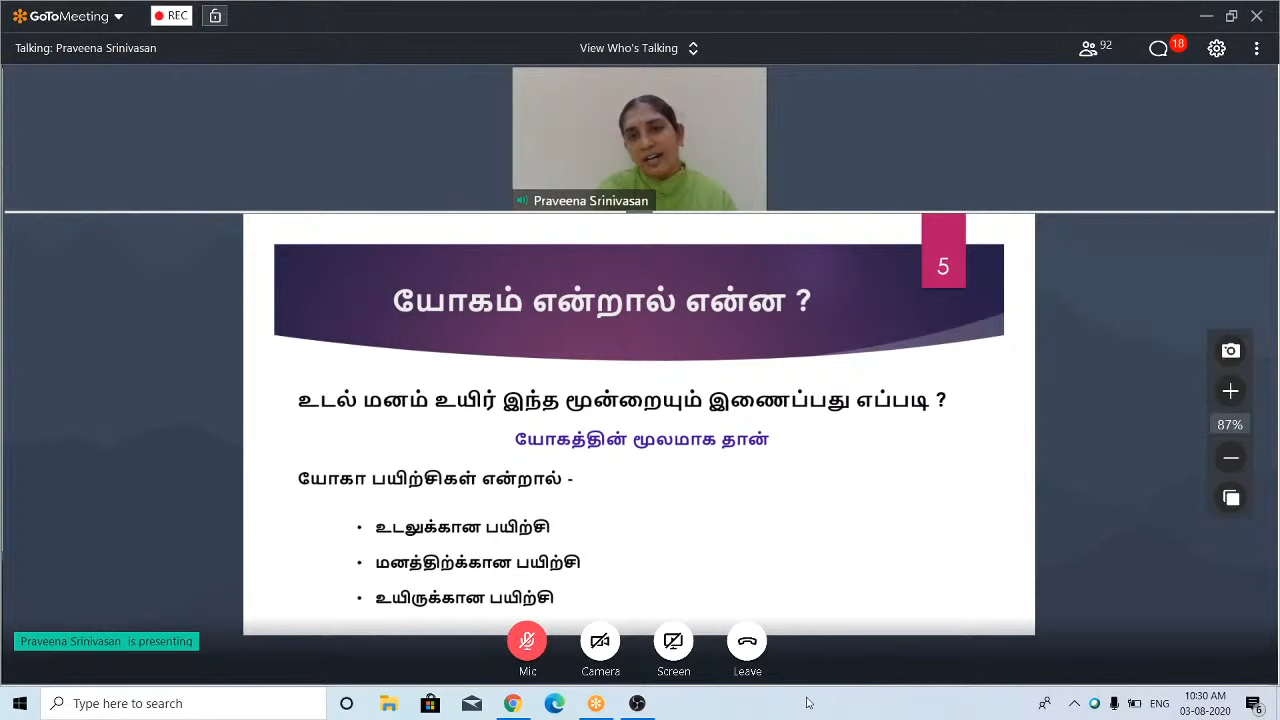 GoToMeeting
REC
Talking: Praveena Srinivasan
View Who's Talking
92
18
Praveena Srinivasan
5
யோகம் என்றால் என்ன ?
உடல் மனம் உயிர் இந்த மூன்றையும் இணைப்பது எப்படி ?
யோகத்தின் மூலமாக தான்
யோகா பயிற்சிகள் என்றால் -
• உடலுக்கான பயிற்சி
• மனத்திற்க்கான பயிற்சி
• உயிருக்கான பயிற்சி
87%
Praveena Srinivasan is presenting
Mic
Camera
Screen
Leave
Type here to search
ENG
10:30 AM
03-08-2020
6